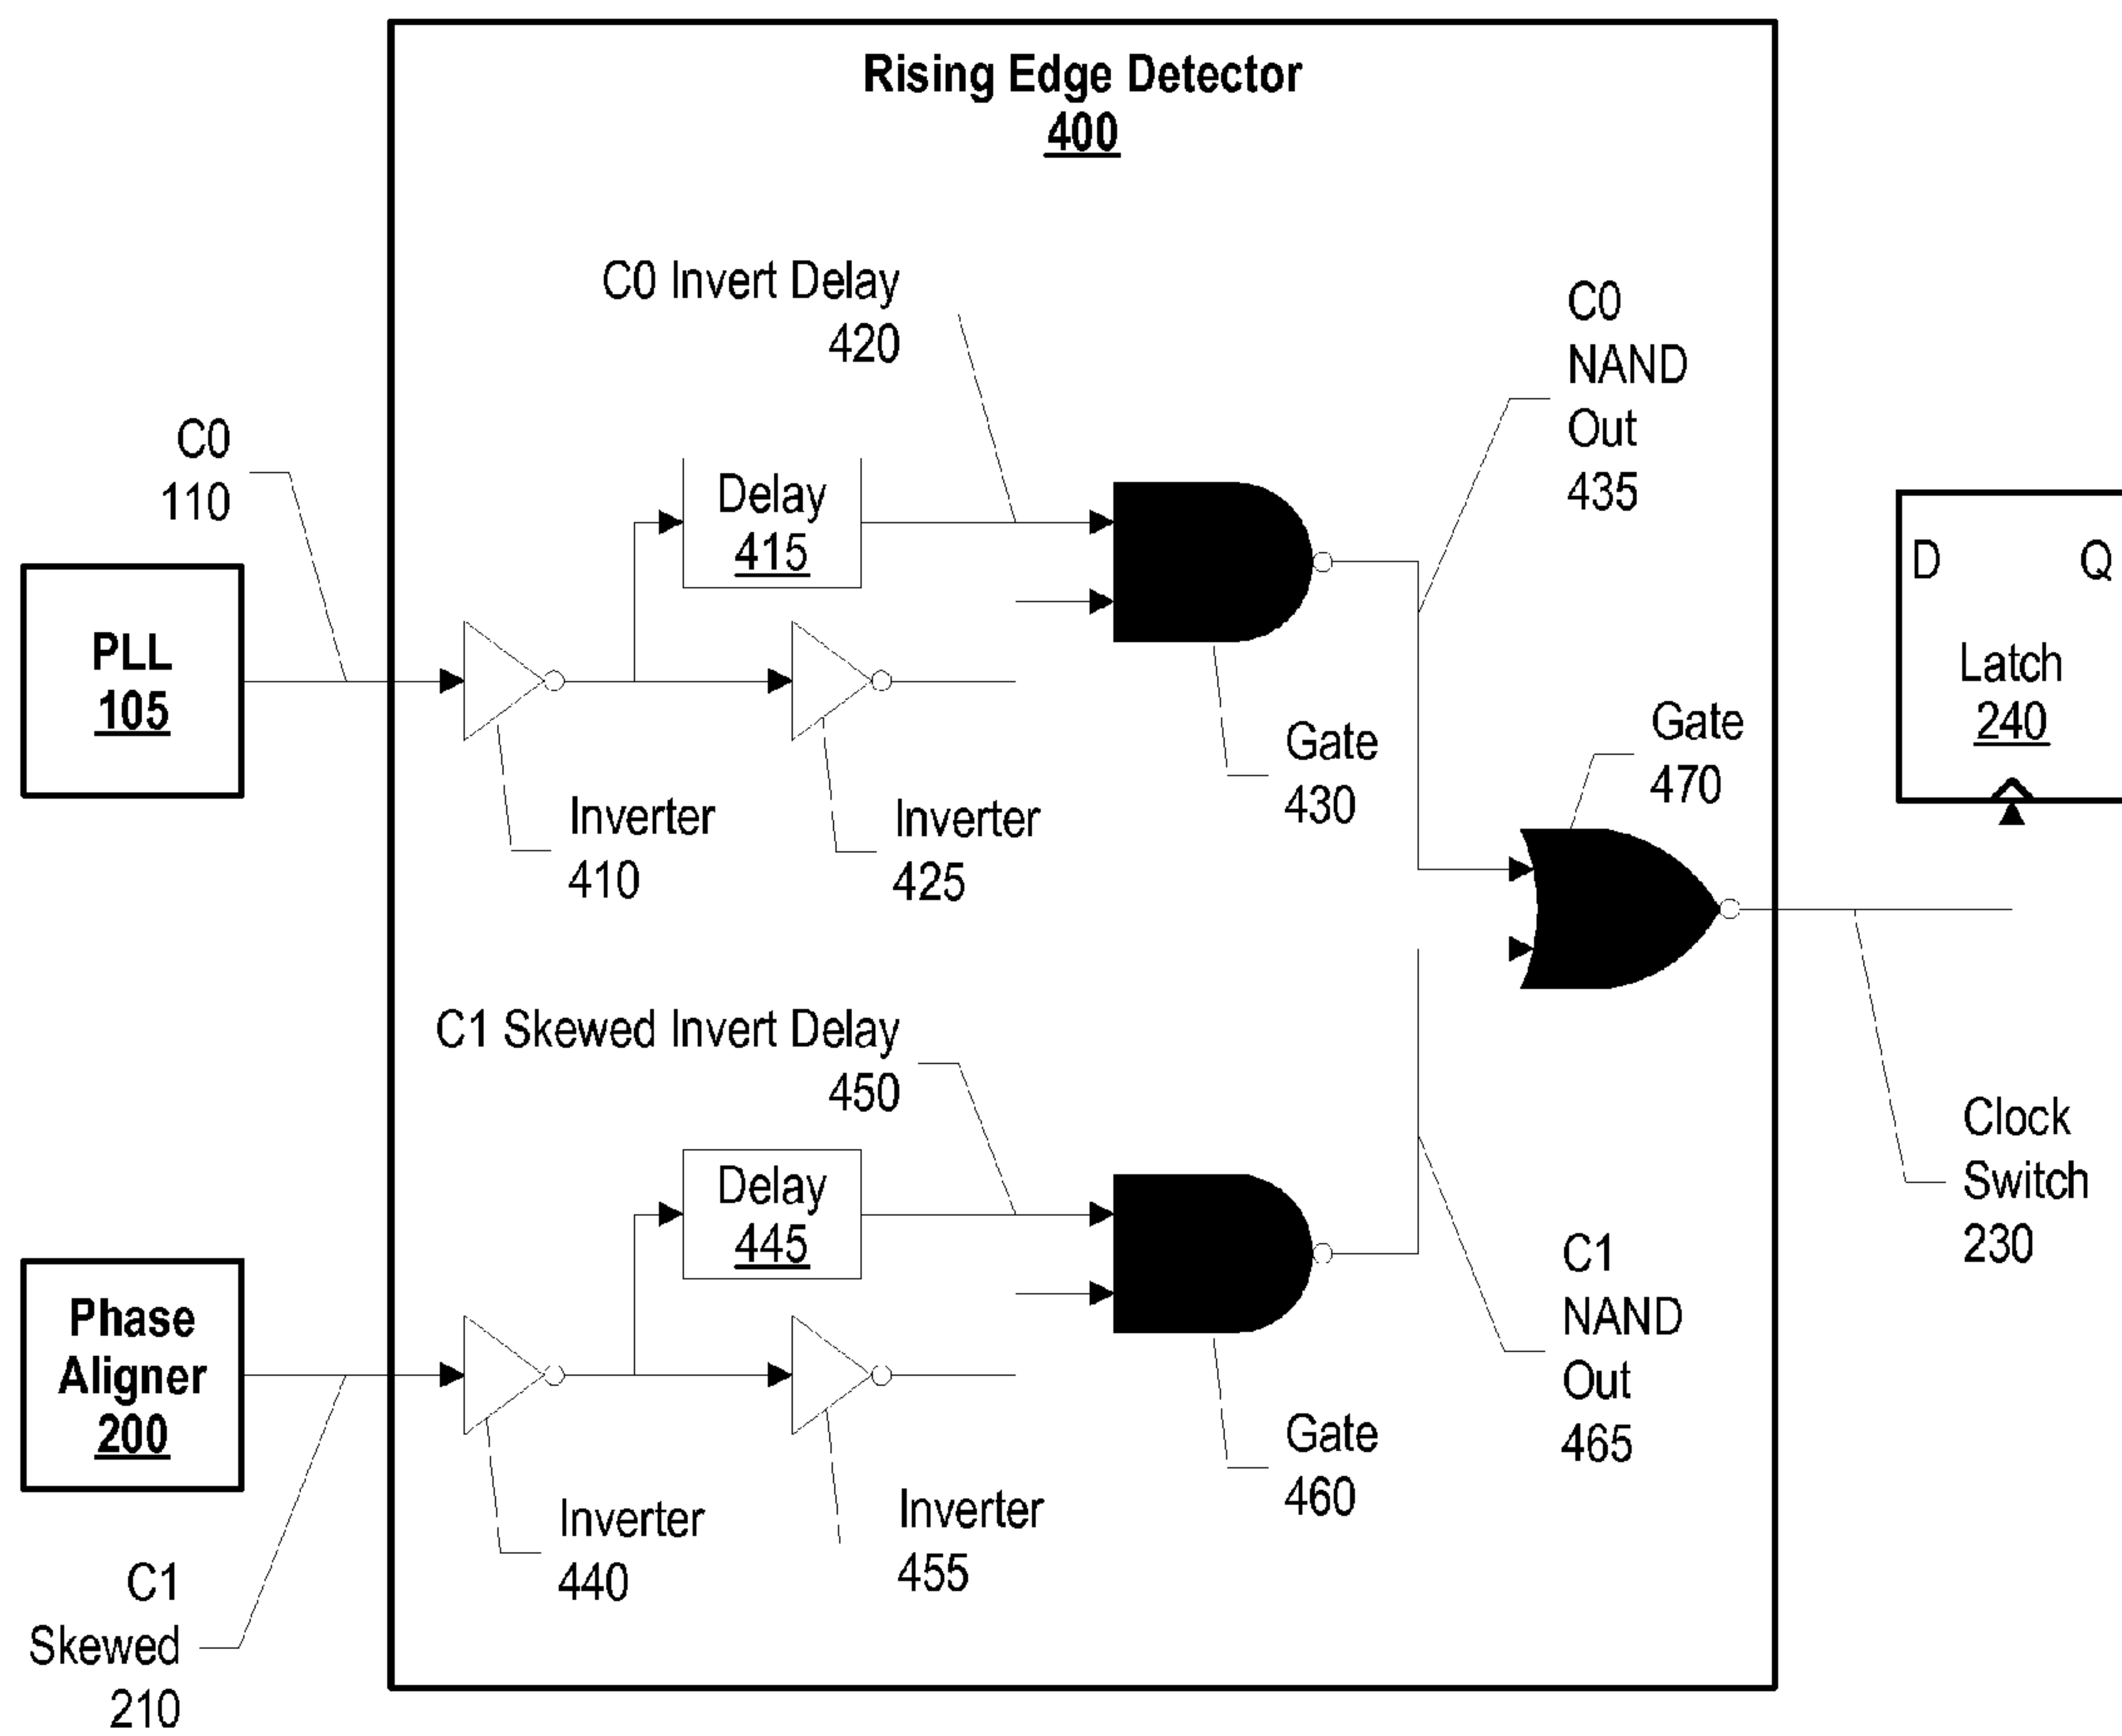 Rising Edge Detector
400
C0 Invert Delay
420
C0
NAND
Out
435
C0
110
Delay
415
D
Q
Latch
240
PLL
105
Gate
430
Gate
470
Inverter
410
Inverter
425
C1 Skewed Invert Delay
450
Clock
Switch
230
Delay
445
C1
NAND
Out
465
Phase
Aligner
200
Gate
460
Inverter
440
Inverter
455
C1
Skewed
210